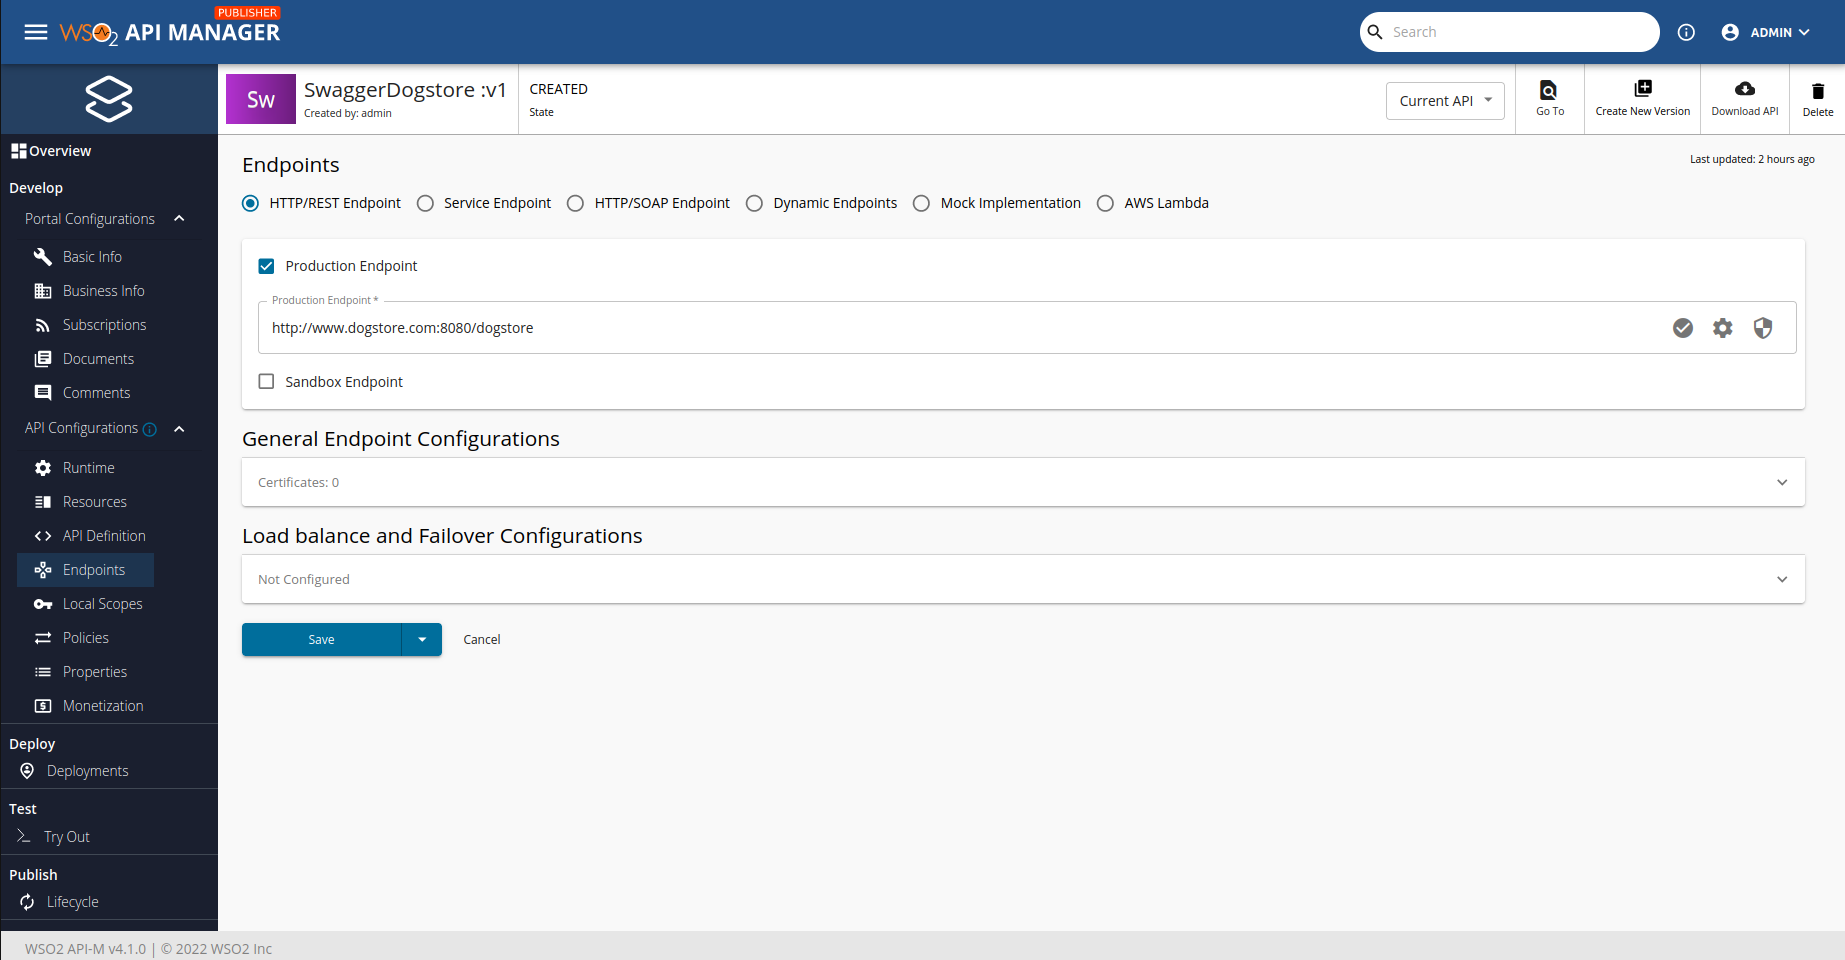 PUBLISHER
WSO2 API MANAGER
Search
ADMIN
Sw
SwaggerDogstore :v1
Created by: admin
CREATED
State
Current API
Go To
Create New Version
Download API
Delete
Overview
Develop
Portal Configurations
Basic Info
Business Info
Subscriptions
Documents
Comments
API Configurations
Runtime
Resources
API Definition
Endpoints
Local Scopes
Policies
Properties
Monetization
Deploy
Deployments
Test
Try Out
Publish
Lifecycle
Endpoints
Last updated: 2 hours ago
HTTP/REST Endpoint Service Endpoint HTTP/SOAP Endpoint Dynamic Endpoints Mock Implementation AWS Lambda
Production Endpoint
Production Endpoint *
http://www.dogstore.com:8080/dogstore
Sandbox Endpoint
General Endpoint Configurations
Certificates: 0
Load balance and Failover Configurations
Not Configured
Save
Cancel
WSO2 API-M v4.1.0 | © 2022 WSO2 Inc